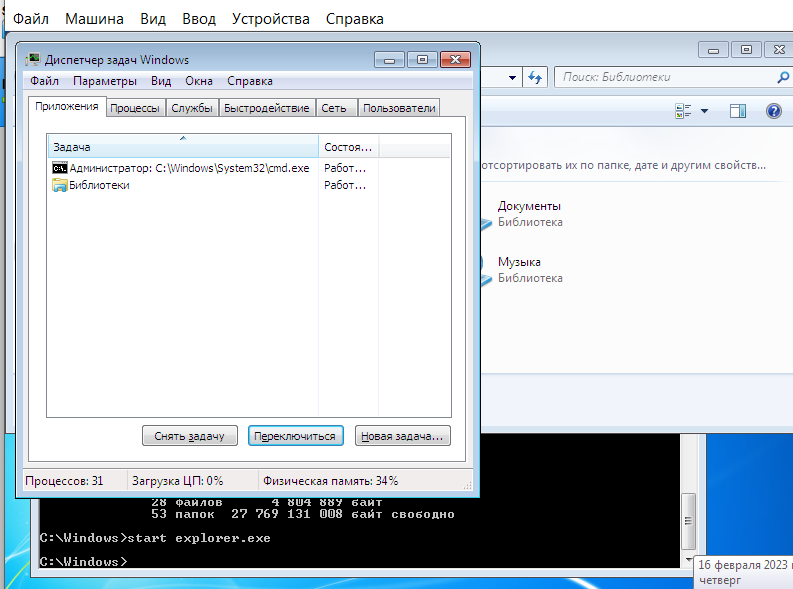 Файл Машина Вид Ввод Устройства Справка
Диспетчер задач Windows
Файл Параметры Вид Окна Справка
Поиск: Библиотеки
Приложения Процессы Службы Быстродействие Сеть Пользователи
Задача Состоя...
отсортировать их по папке, дате и другим свойств...
Администратор: C:\Windows\System32\cmd.exe Работ...
Библиотеки Работ...
Документы
Библиотека
Музыка
Библиотека
Снять задачу Переключиться Новая задача...
Процессов: 31 Загрузка ЦП: 0% Физическая память: 34%
28 файлов 4 804 889 байт
53 папок 27 769 131 008 байт свободно
C:\Windows>start explorer.exe
C:\Windows>
16 февраля 2023
четверг